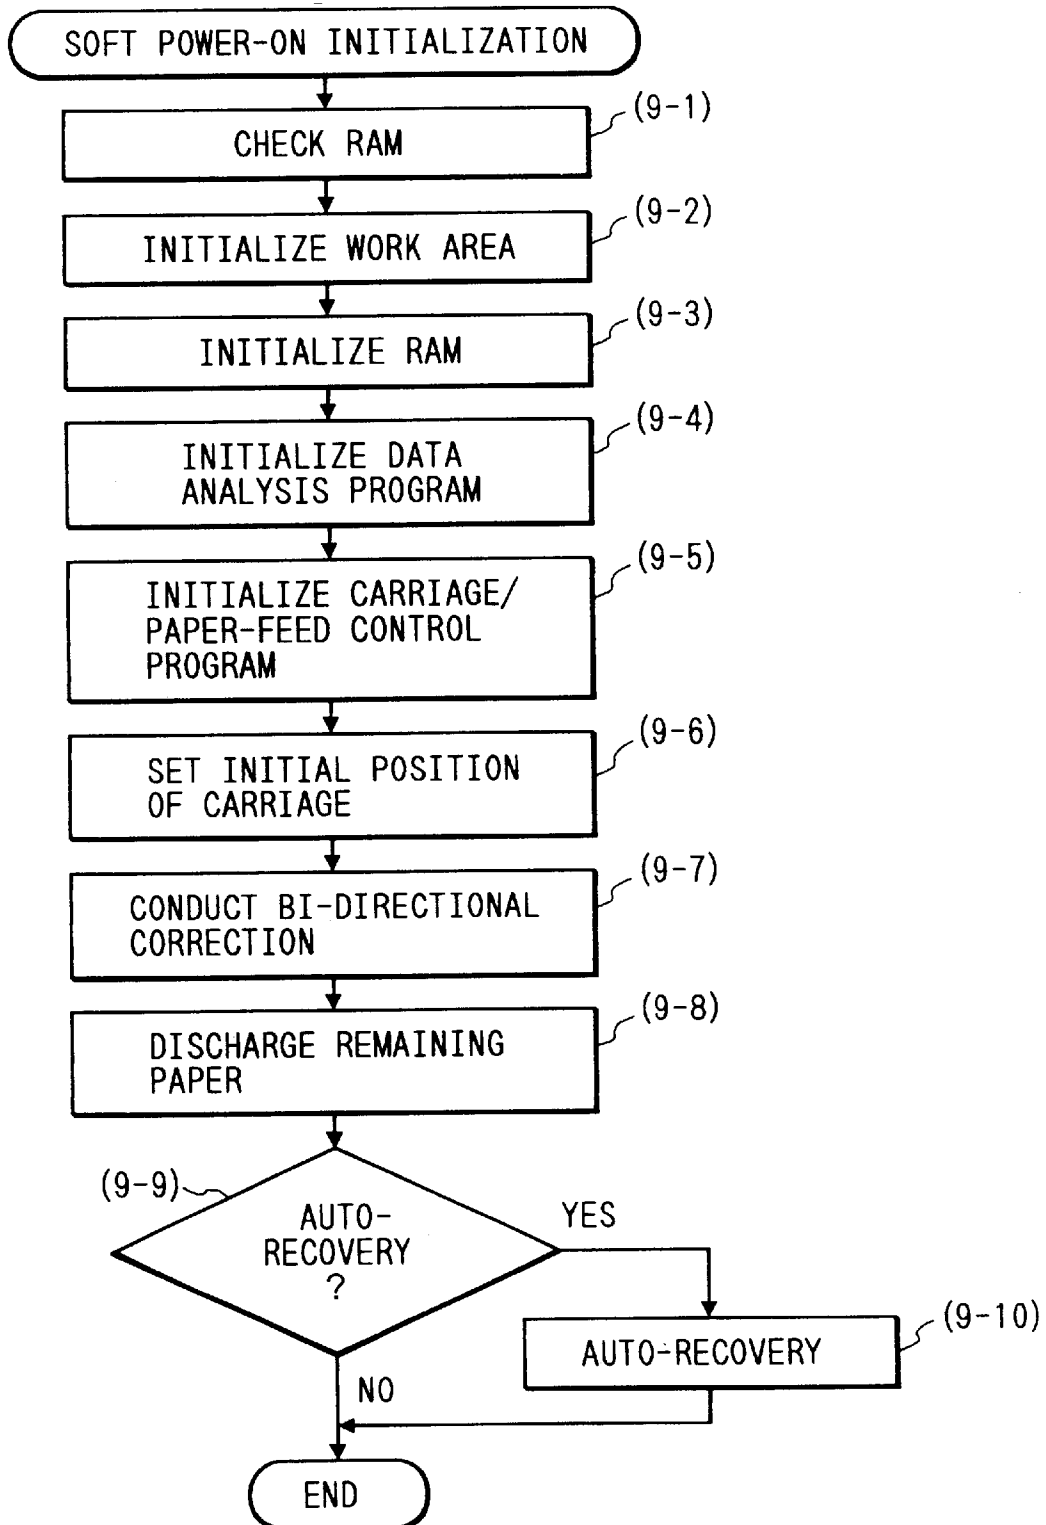 SOFT POWER-ON INITIALIZATION
(9-1)
CHECK RAM
(9-2)
INITIALIZE WORK AREA
(9-3)
INITIALIZE RAM
(9-4)
INITIALIZE DATA
ANALYSIS PROGRAM
(9-5)
INITIALIZE CARRIAGE/
PAPER-FEED CONTROL
PROGRAM
(9-6)
SET INITIAL POSITION
OF CARRIAGE
(9-7)
CONDUCT BI-DIRECTIONAL
CORRECTION
(9-8)
DISCHARGE REMAINING
PAPER
(9-9)
AUTO-
RECOVERY
?
YES
(9-10)
AUTO-RECOVERY
NO
END